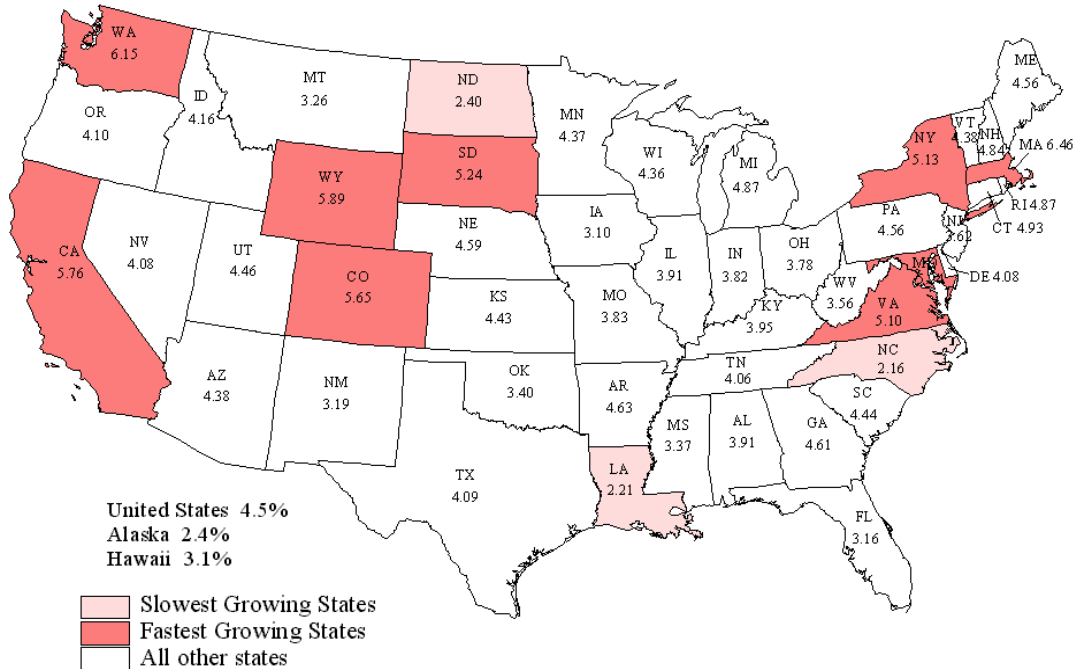 WA
6.15
MT
3.26
ND
2.40
ME
4.56
ID
4.16
OR
4.10
MN
4.37
VT
4.38
NH
4.84
MA 6.46
NY
5.13
WI
4.36
MI
4.87
SD
5.24
WY
5.89
RI 4.87
CT 4.93
PA
4.56
IA
3.10
NE
4.59
NV
4.08
CA
5.76
UT
4.46
CO
5.65
IL
3.91
IN
3.82
OH
3.78
DE 4.08
WV
3.56
VA
5.10
KS
4.43
MO
3.83
KY
3.95
NC
2.16
TN
4.06
AZ
4.38
NM
3.19
OK
3.40
AR
4.63
SC
4.44
MS
3.37
AL
3.91
GA
4.61
LA
2.21
TX
4.09
FL
3.16
United States 4.5%
Alaska 2.4%
Hawaii 3.1%
Slowest Growing States
Fastest Growing States
All other states